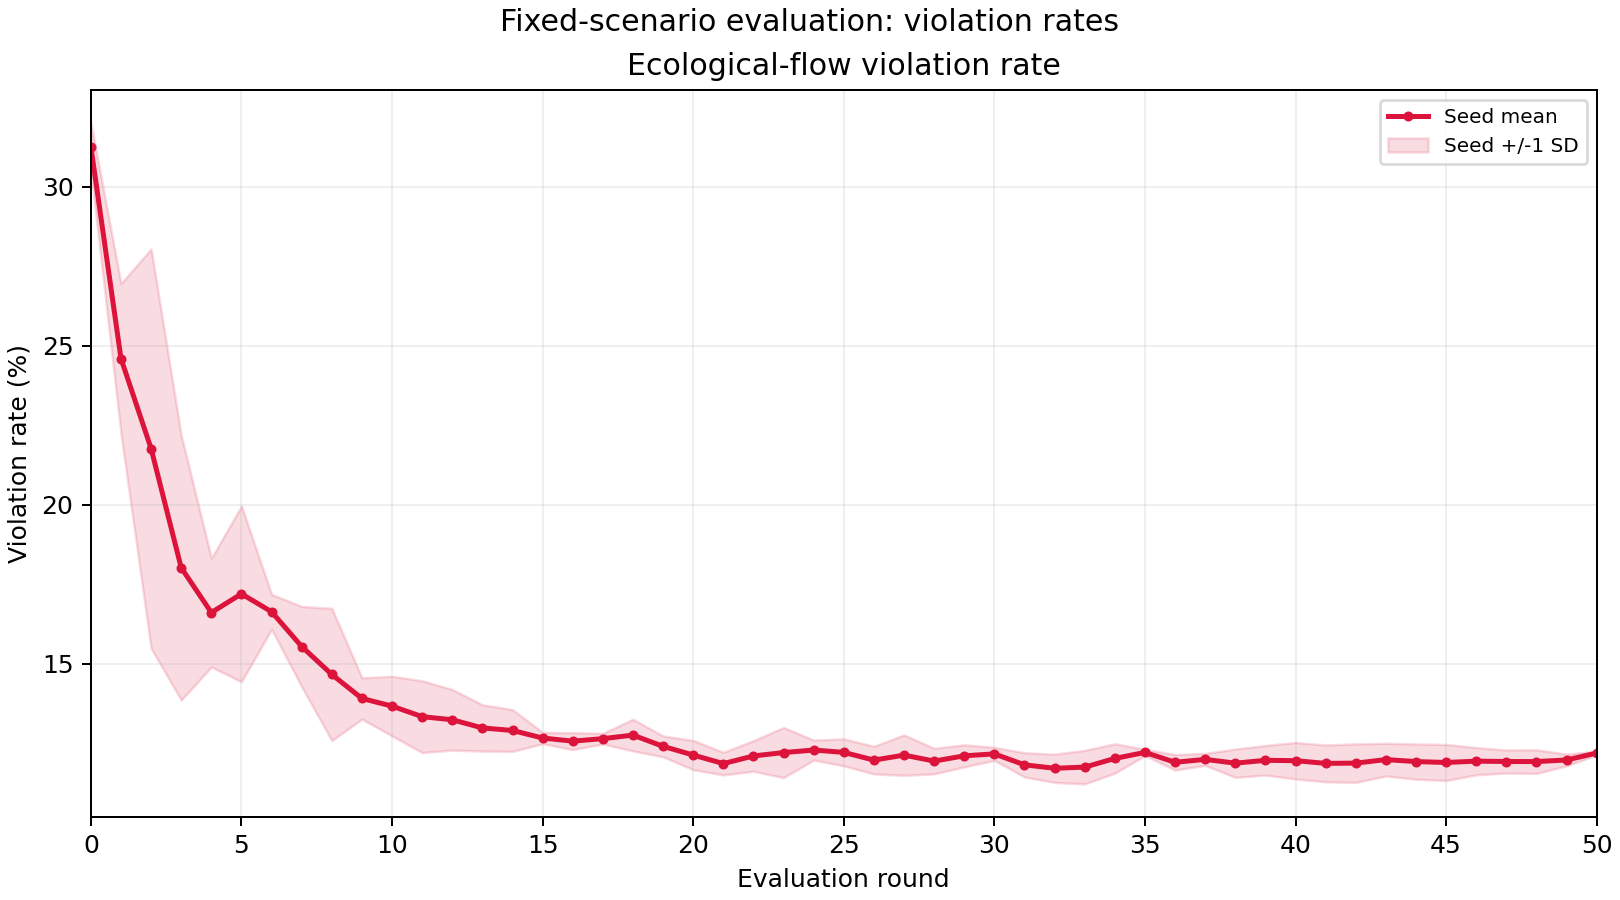 Fixed-scenario evaluation: violation rates
Ecological-flow violation rate
Seed mean
Seed +/-1 SD
Violation rate (%)
30
25
20
15
0 5 10 15 20 25 30 35 40 45 50
Evaluation round